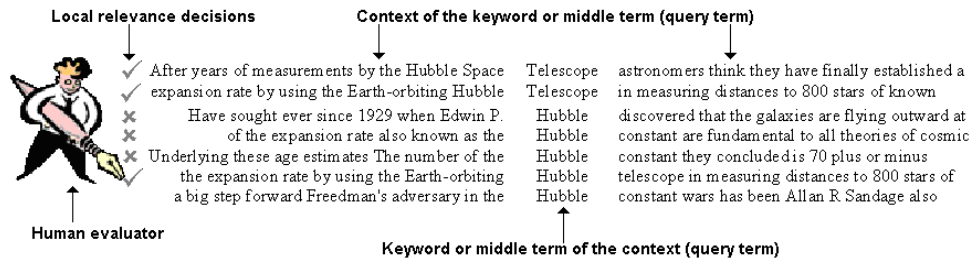 Local relevance decisions
Context of the keyword or middle term (query term)
After years of measurements by the Hubble Space Telescope astronomers think they have finally established a
expansion rate by using the Earth-orbiting Hubble Telescope in measuring distances to 800 stars of known
Have sought ever since 1929 when Edwin P. Hubble discovered that the galaxies are flying outward at
of the expansion rate also known as the Hubble constant are fundamental to all theories of cosmic
Underlying these age estimates The number of the Hubble constant they concluded is 70 plus or minus
the expansion rate by using the Earth-orbiting Hubble telescope in measuring distances to 800 stars of
a big step forward Freedman's adversary in the Hubble constant wars has been Allan R Sandage also
Human evaluator
Keyword or middle term of the context (query term)